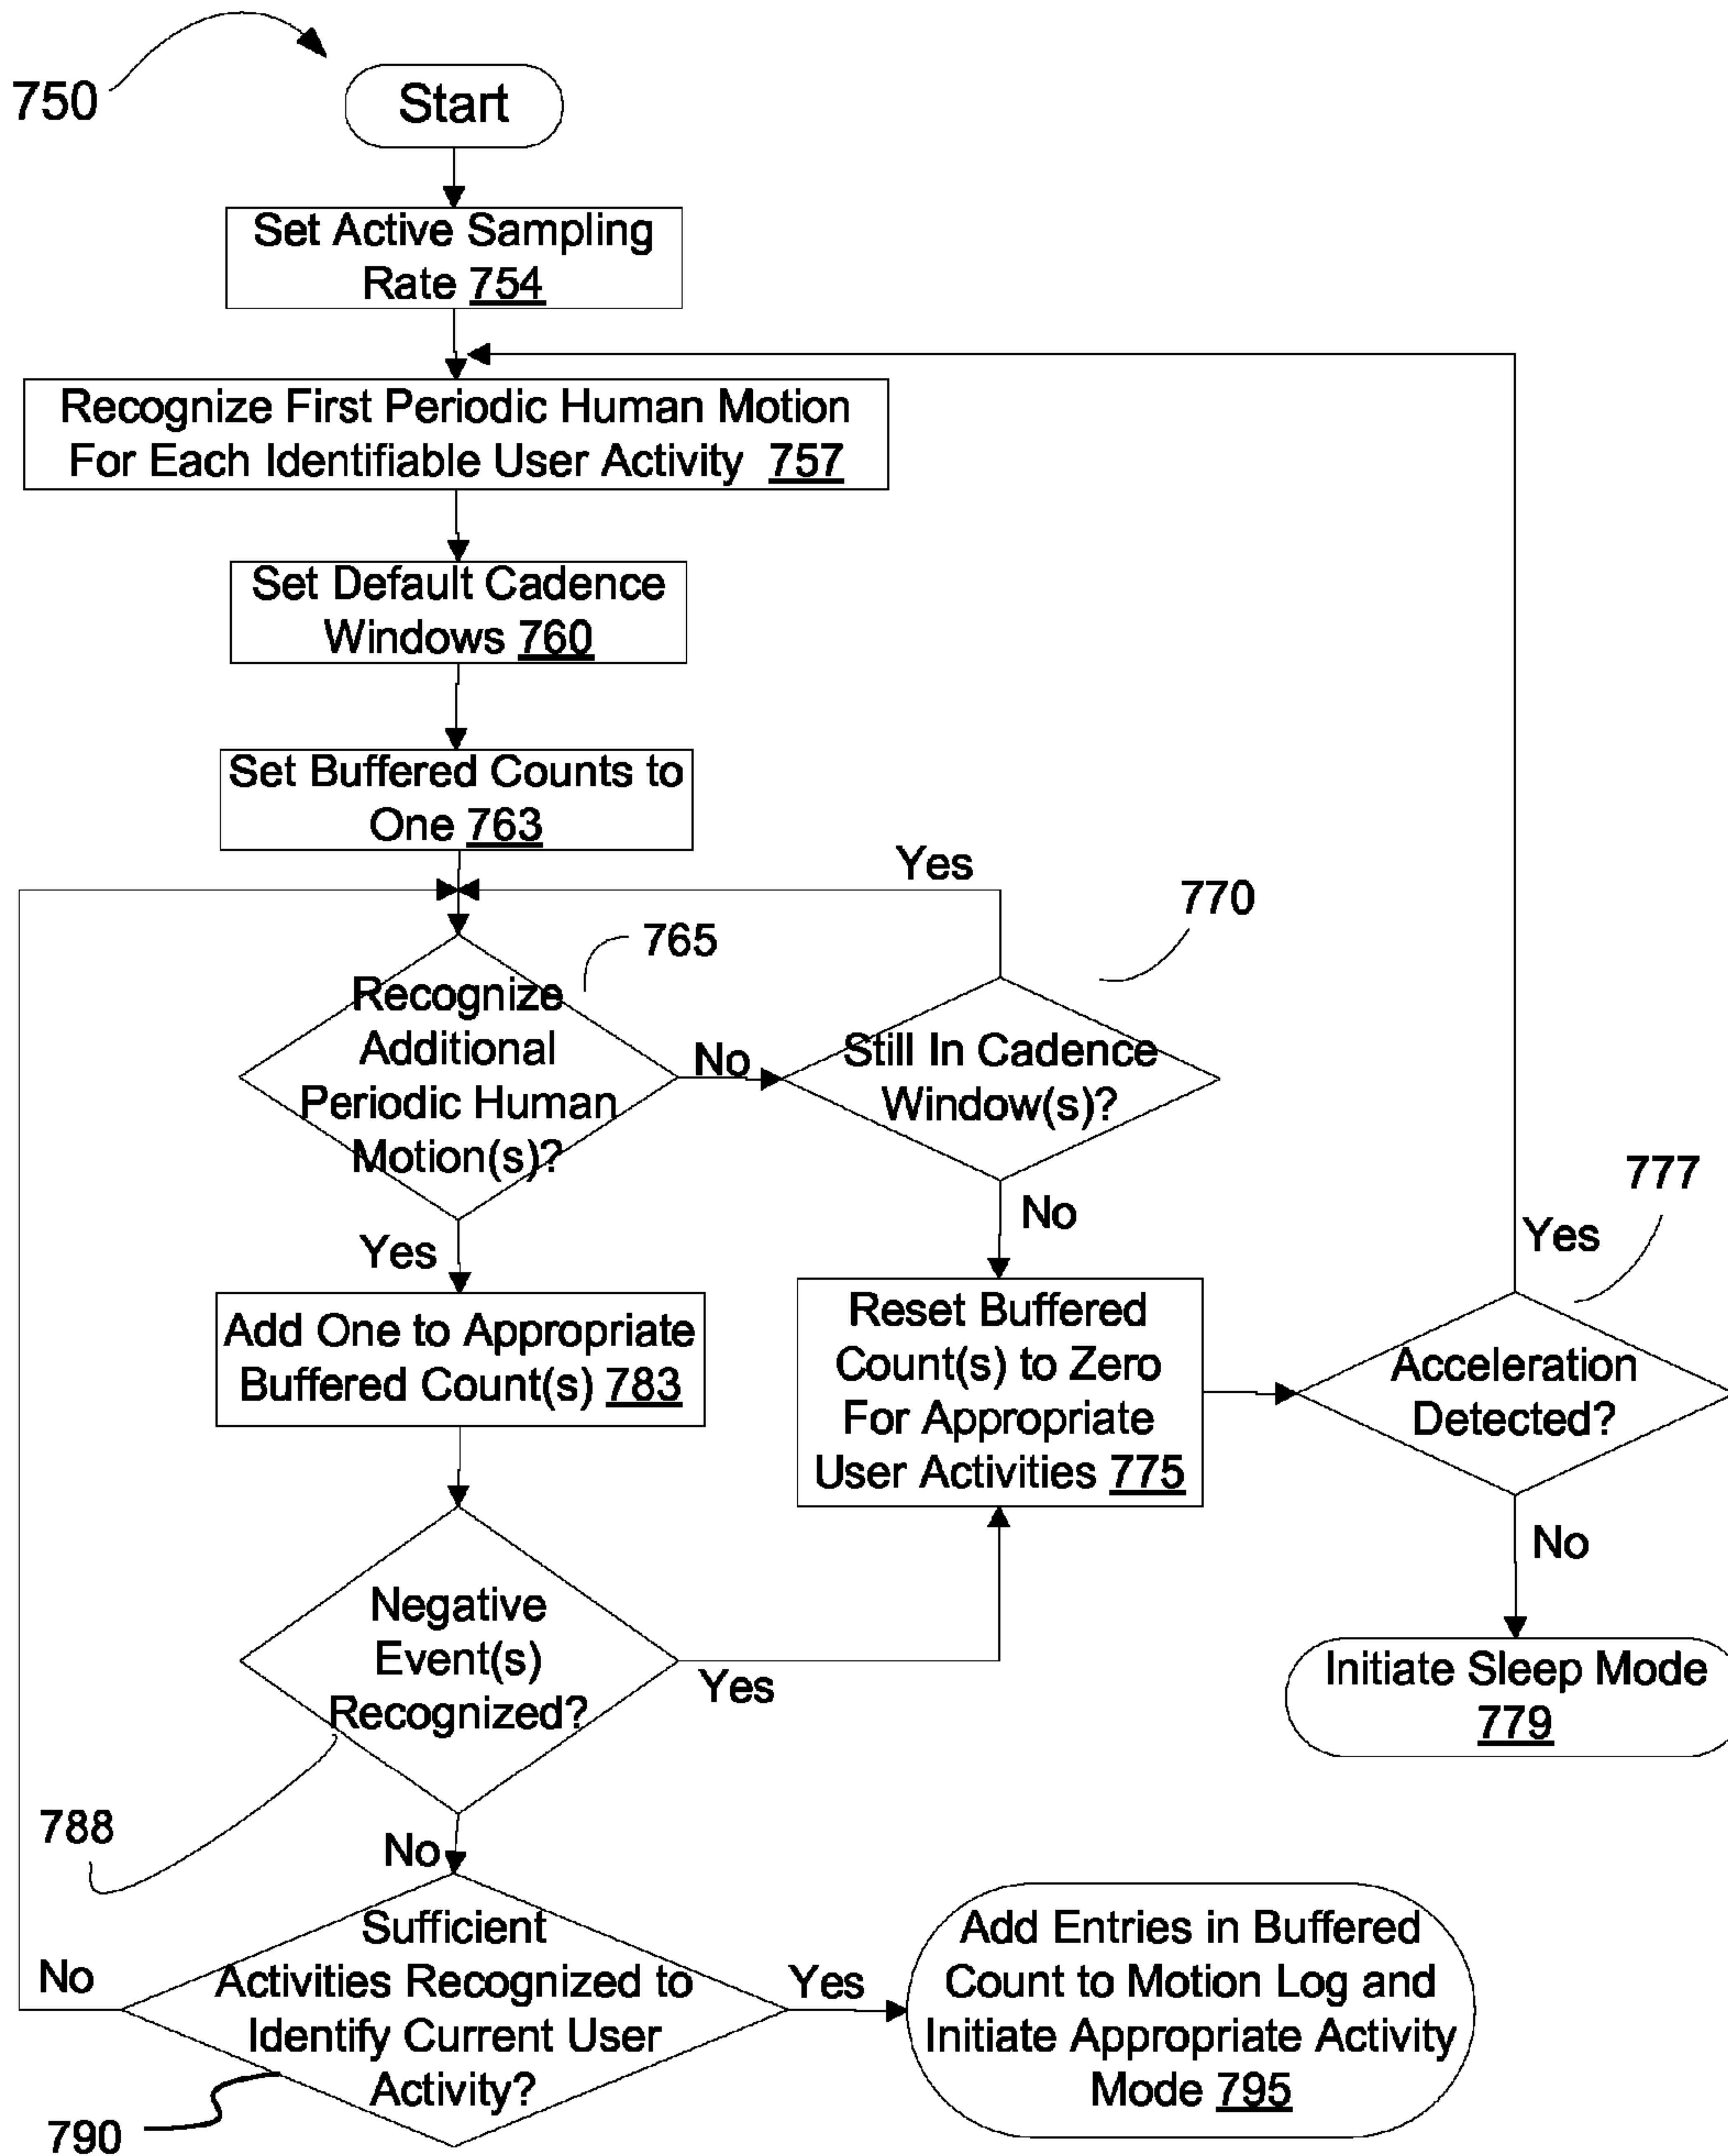 750
Start
Set Active Sampling
Rate 754
Recognize First Periodic Human Motion
For Each Identifiable User Activity 757
Set Default Cadence
Windows 760
Set Buffered Counts to
One 763
Yes
770
765
Recognize
Additional
Periodic Human
Motion(s)?
No
Still In Cadence
Window(s)?
777
No
Yes
Yes
Add One to Appropriate
Buffered Count(s) 783
Reset Buffered
Count(s) to Zero
For Appropriate
User Activities 775
Acceleration
Detected?
No
Negative
Event(s)
Recognized?
Yes
Initiate Sleep Mode
779
788
No
Sufficient
Activities Recognized to
Identify Current User
Activity?
No
Yes
Add Entries in Buffered
Count to Motion Log and
Initiate Appropriate Activity
Mode 795
790